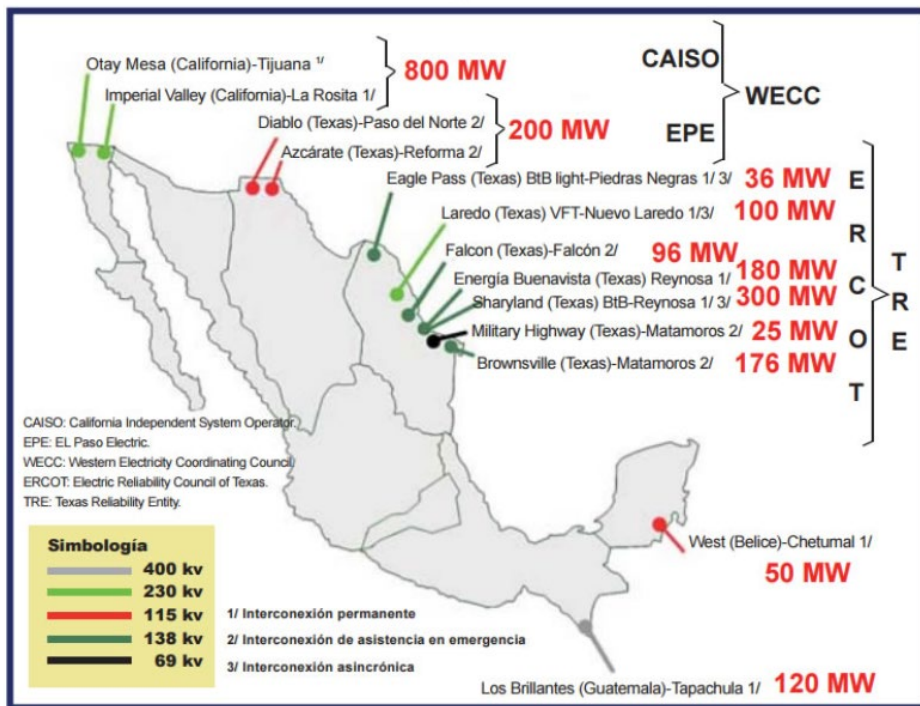 Otay Mesa (California)-Tijuana 1/
Imperial Valley (California)-La Rosita 1/
800 MW
Diablo (Texas)-Paso del Norte 2/
Azcárate (Texas)-Reforma 2/
200 MW
CAISO
EPE
WECC
Eagle Pass (Texas) BtB light-Piedras Negras 1/ 3/ 36 MW
Laredo (Texas) VFT-Nuevo Laredo 1/3/ 100 MW
Falcon (Texas)-Falcón 2/ 96 MW
Energía Buenavista (Texas) Reynosa 1/ 180 MW
Sharyland (Texas) BtB-Reynosa 1/ 3/ 300 MW
Military Highway (Texas)-Matamoros 2/ 25 MW
Brownsville (Texas)-Matamoros 2/ 176 MW
ERCOT
TRE
CAISO: California Independent System Operator.
EPE: EL Paso Electric.
WECC: Western Electricity Coordinating Council.
ERCOT: Electric Reliability Council of Texas.
TRE: Texas Reliability Entity.
Simbología
400 kv
230 kv
115 kv
138 kv
69 kv
1/ Interconexión permanente
2/ Interconexión de asistencia en emergencia
3/ Interconexión asincrónica
West (Belice)-Chetumal 1/
50 MW
Los Brillantes (Guatemala)-Tapachula 1/ 120 MW